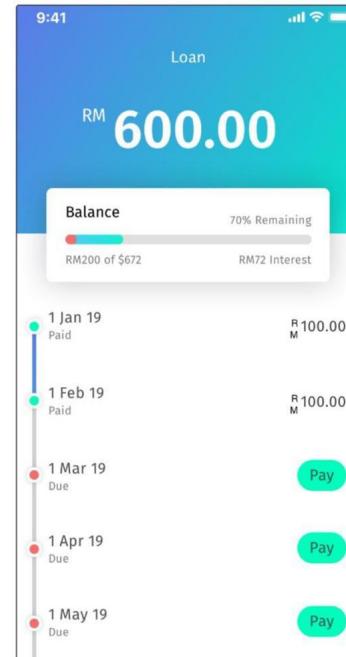 9:41
Loan
RM 600.00
Balance 70% Remaining
RM200 of $672 RM72 Interest
1 Jan 19 RM 100.00
Paid
1 Feb 19 RM 100.00
Paid
1 Mar 19 Pay
Due
1 Apr 19 Pay
Due
1 May 19 Pay
Due